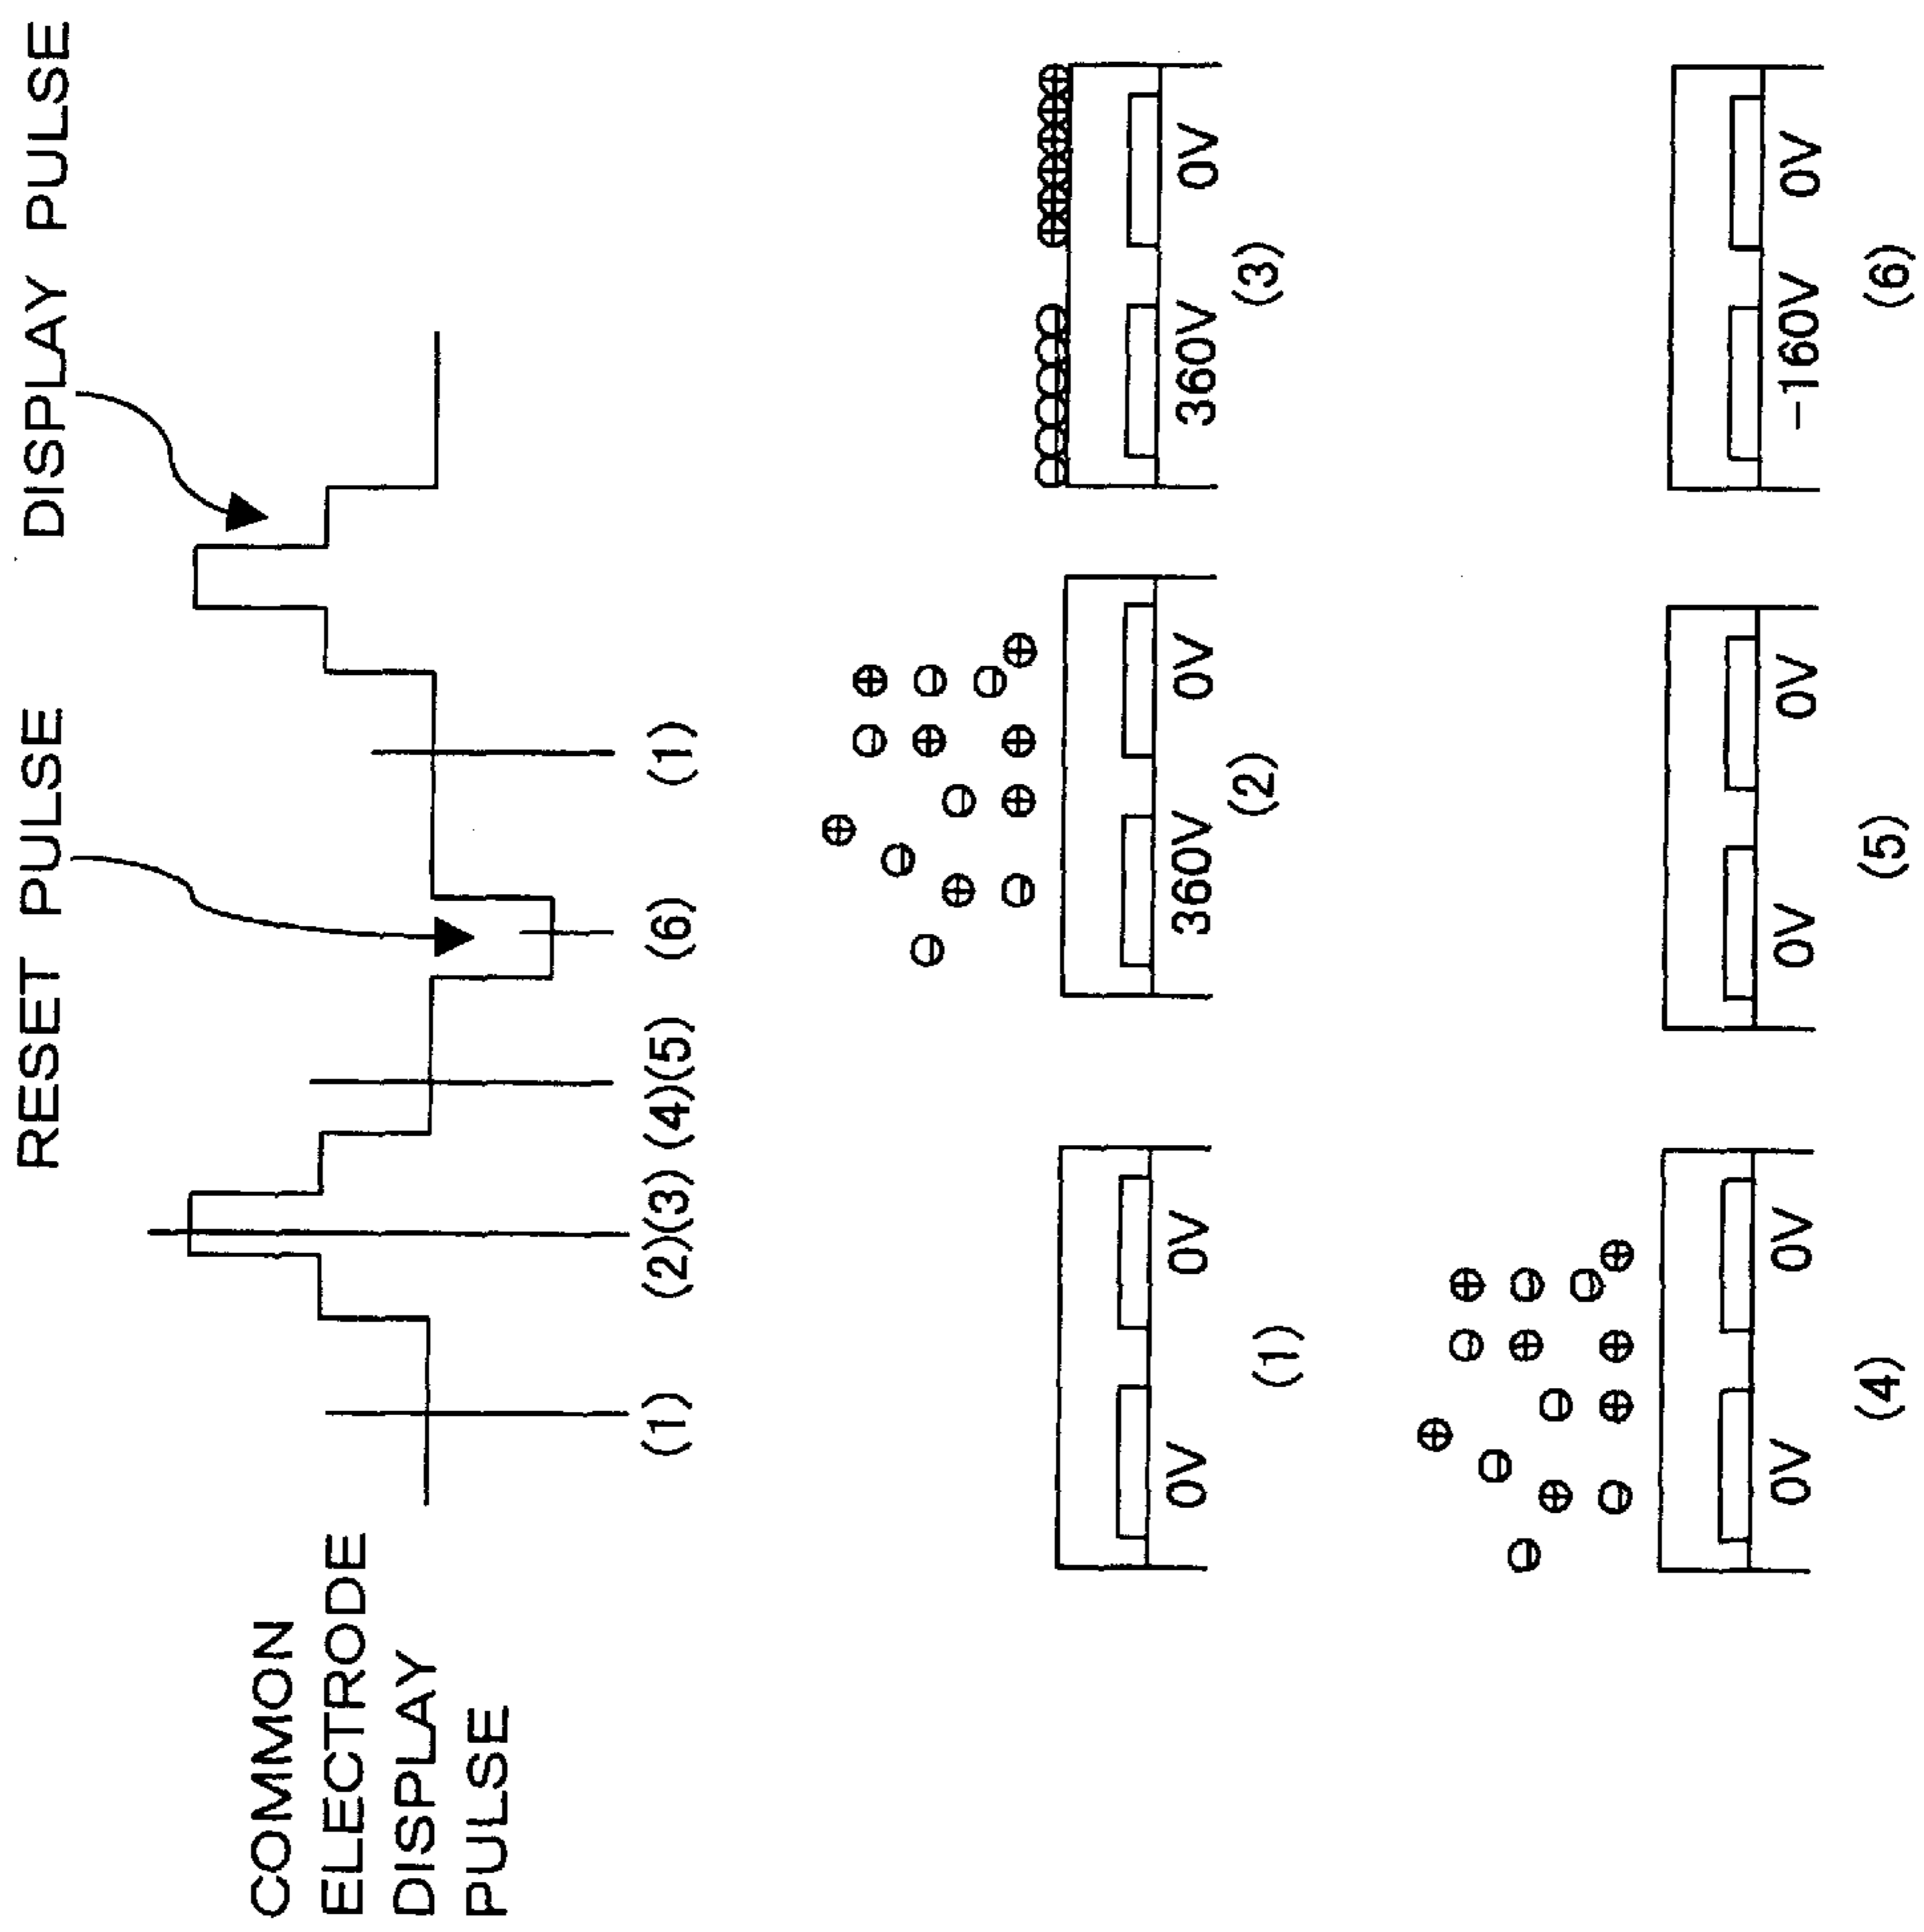 RESET PULSE
DISPLAY PULSE
COMMON
ELECTRODE
DISPLAY
PULSE
(1)
(2)(3)
(4)(5)
(6)
(1)
0V
0V
(1)
360V
0V
(2)
360V
0V
(3)
0V
0V
(4)
0V
0V
(5)
-160V
0V
(6)